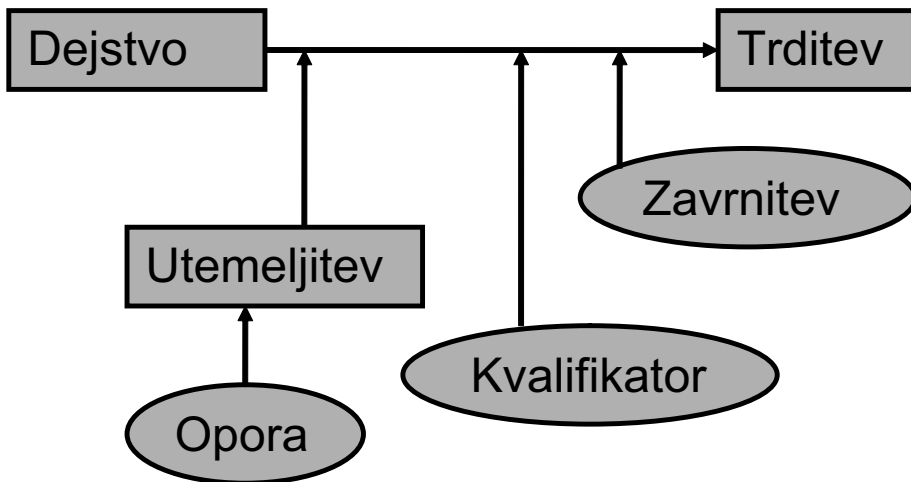 Dejstvo
Trditev
Zavrnitev
Utemeljitev
Kvalifikator
Opora